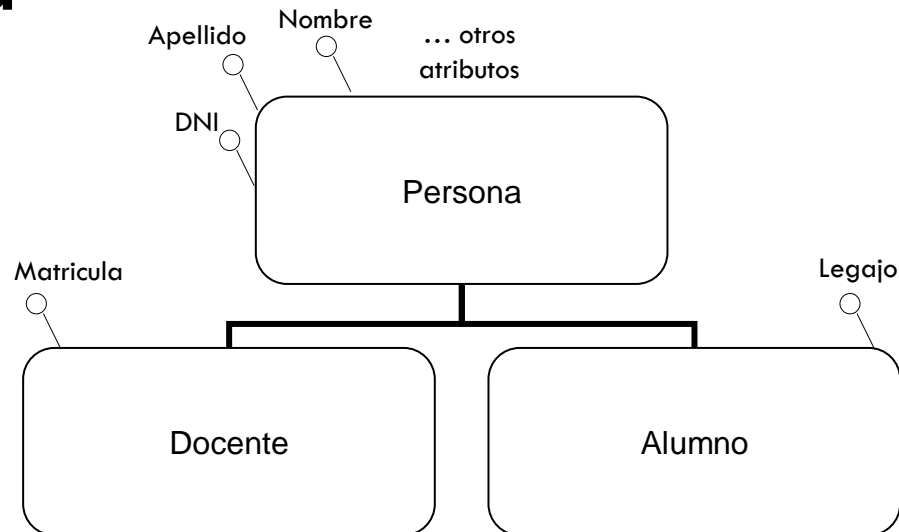 Nombre
Apellido
... otros
atributos
DNI
Persona
Matricula
Legajo
Docente
Alumno